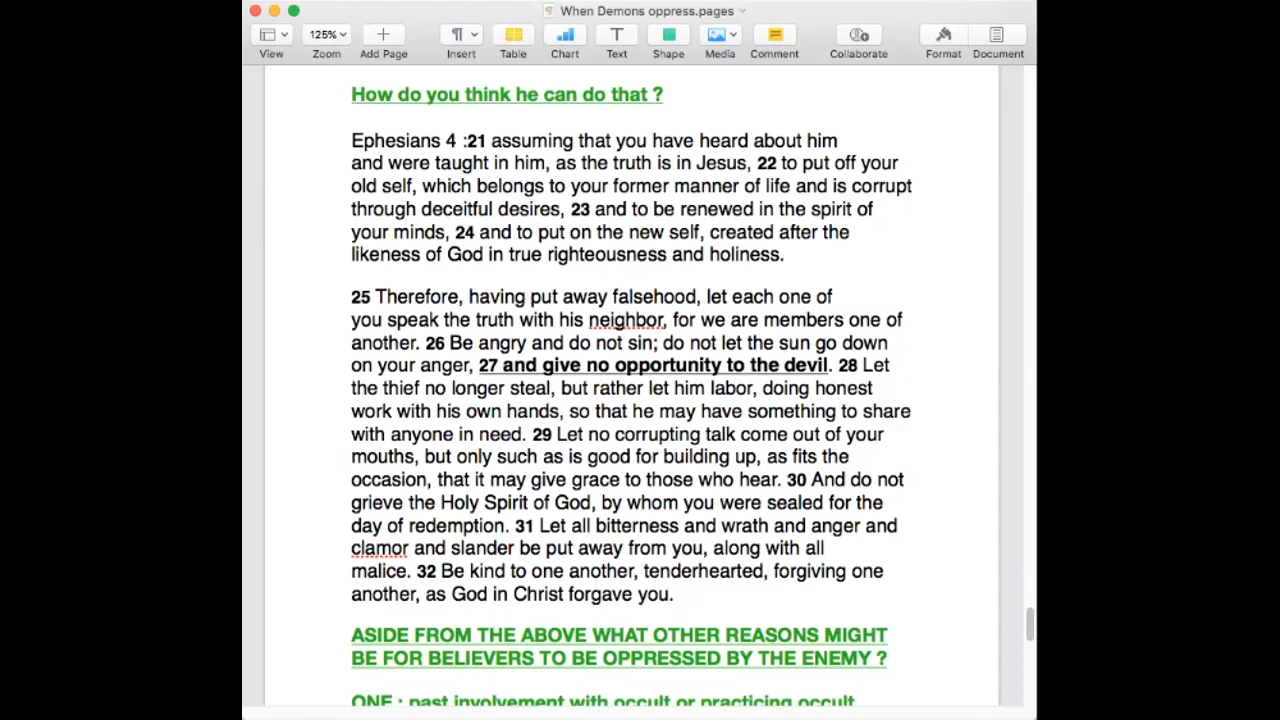 When Demons oppress.pages
125%
View Zoom Add Page Insert Table Chart Text Shape Media Comment Collaborate Format Document
How do you think he can do that ?
Ephesians 4 :21 assuming that you have heard about him
and were taught in him, as the truth is in Jesus, 22 to put off your
old self, which belongs to your former manner of life and is corrupt
through deceitful desires, 23 and to be renewed in the spirit of
your minds, 24 and to put on the new self, created after the
likeness of God in true righteousness and holiness.
25 Therefore, having put away falsehood, let each one of
you speak the truth with his neighbor, for we are members one of
another. 26 Be angry and do not sin; do not let the sun go down
on your anger, 27 and give no opportunity to the devil. 28 Let
the thief no longer steal, but rather let him labor, doing honest
work with his own hands, so that he may have something to share
with anyone in need. 29 Let no corrupting talk come out of your
mouths, but only such as is good for building up, as fits the
occasion, that it may give grace to those who hear. 30 And do not
grieve the Holy Spirit of God, by whom you were sealed for the
day of redemption. 31 Let all bitterness and wrath and anger and
clamor and slander be put away from you, along with all
malice. 32 Be kind to one another, tenderhearted, forgiving one
another, as God in Christ forgave you.
ASIDE FROM THE ABOVE WHAT OTHER REASONS MIGHT
BE FOR BELIEVERS TO BE OPPRESSED BY THE ENEMY ?
ONE : past involvement with occult or practicing occult